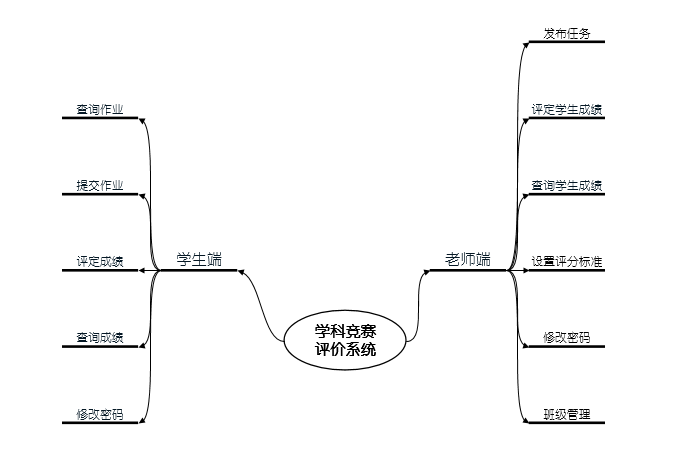 发布任务
查询作业
评定学生成绩
提交作业
查询学生成绩
学生端
老师端
评定成绩
设置评分标准
学科竞赛
评价系统
查询成绩
修改密码
修改密码
班级管理